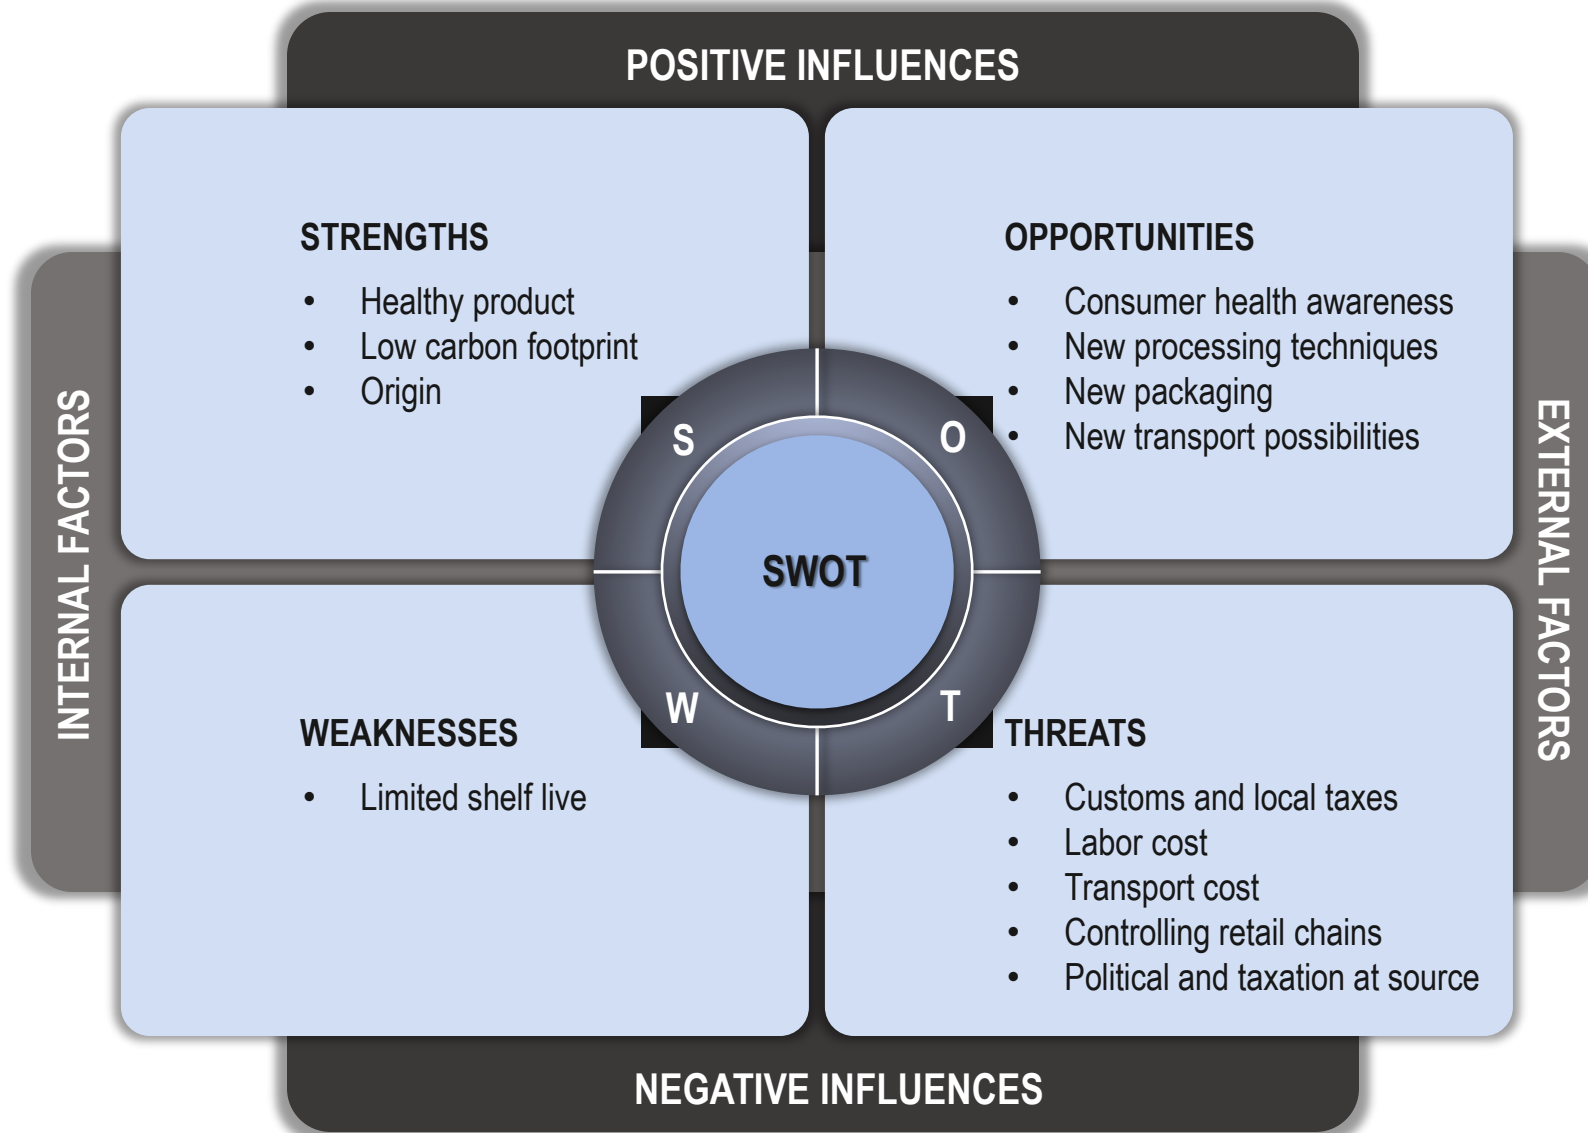 POSITIVE INFLUENCES
INTERNAL FACTORS
STRENGTHS
• Healthy product
• Low carbon footprint
• Origin
OPPORTUNITIES
• Consumer health awareness
• New processing techniques
• New packaging
• New transport possibilities
EXTERNAL FACTORS
S
O
SWOT
W
T
WEAKNESSES
• Limited shelf live
THREATS
• Customs and local taxes
• Labor cost
• Transport cost
• Controlling retail chains
• Political and taxation at source
NEGATIVE INFLUENCES